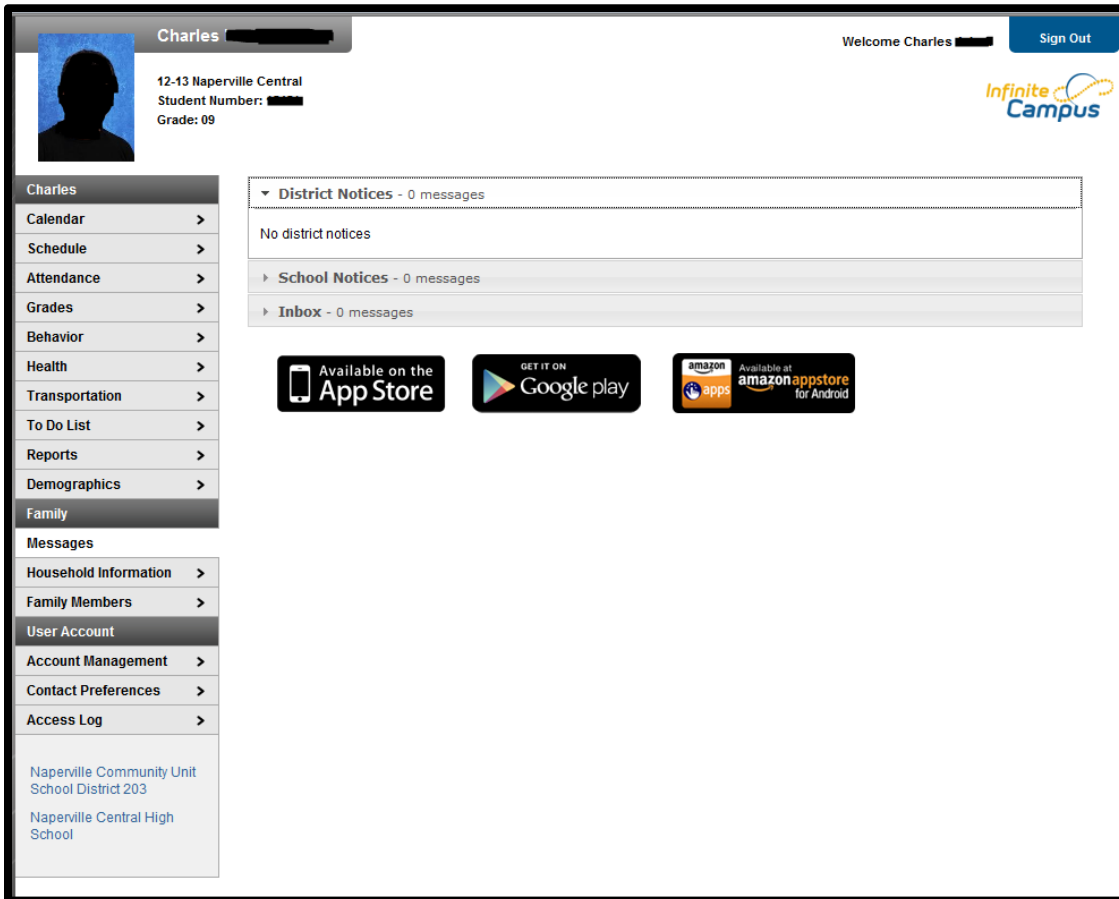 Charles
Welcome Charles
Sign Out
12-13 Naperville Central
Student Number:
Grade: 09
Infinite
Campus
Charles
Calendar
Schedule
Attendance
Grades
Behavior
Health
Transportation
To Do List
Reports
Demographics
Family
Messages
Household Information
Family Members
User Account
Account Management
Contact Preferences
Access Log
Naperville Community Unit
School District 203
Naperville Central High
School
District Notices - 0 messages
No district notices
School Notices - 0 messages
Inbox - 0 messages
Available on the
App Store
GET IT ON
Google play
amazon
apps
Available at
amazon appstore
for Android